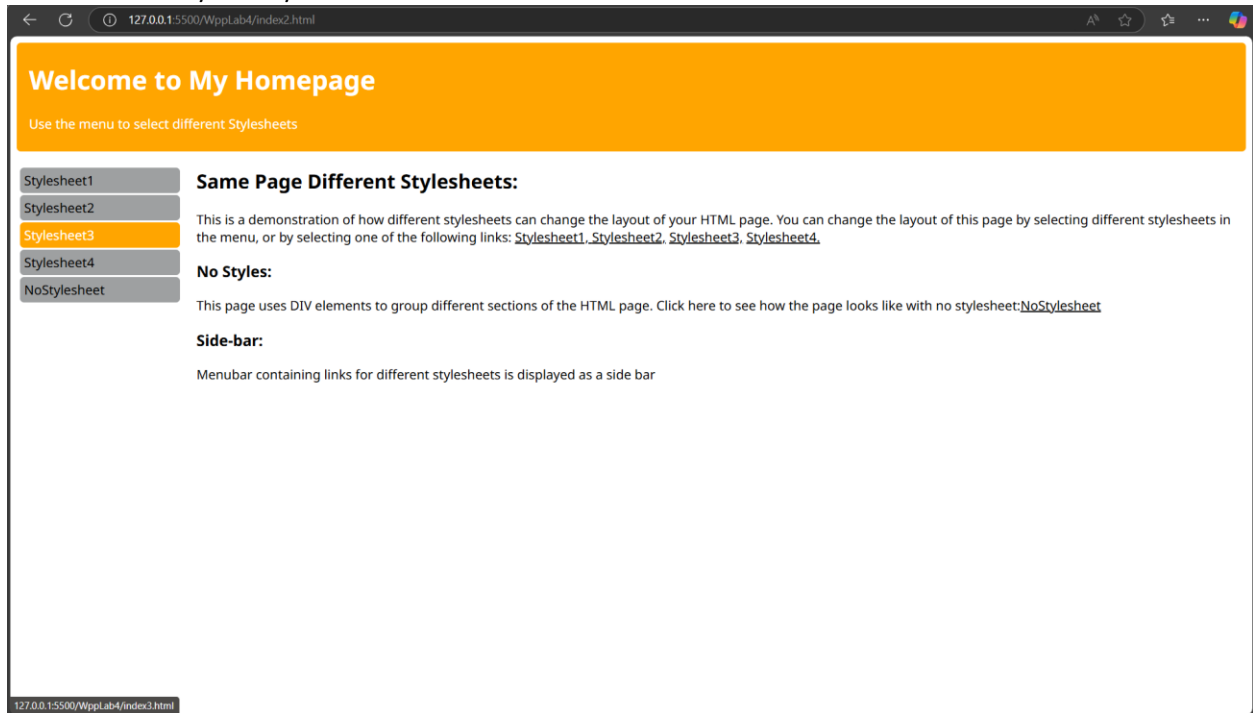 127.0.0.1:5500/WppLab4/index2.html
Welcome to My Homepage
Use the menu to select different Stylesheets
Stylesheet1
Stylesheet2
Stylesheet3
Stylesheet4
NoStylesheet
Same Page Different Stylesheets:
This is a demonstration of how different stylesheets can change the layout of your HTML page. You can change the layout of this page by selecting different stylesheets in
the menu, or by selecting one of the following links: Stylesheet1, Stylesheet2, Stylesheet3, Stylesheet4.
No Styles:
This page uses DIV elements to group different sections of the HTML page. Click here to see how the page looks like with no stylesheet:NoStylesheet
Side-bar:
Menubar containing links for different stylesheets is displayed as a side bar
127.0.0.1:5500/WppLab4/index3.html